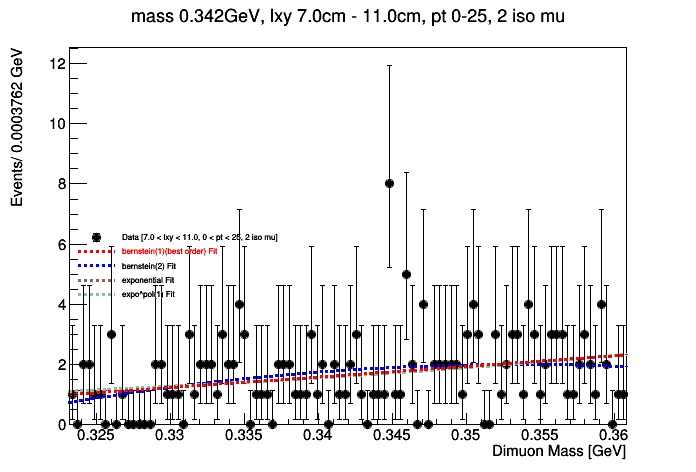 mass 0.342GeV, lxy 7.0cm - 11.0cm, pt 0-25, 2 iso mu
Events/ 0.0003762 GeV
12
10
8
6
4
2
0
Data [7.0 < lxy < 11.0, 0 < pt < 25, 2 iso mu]
bernstein(1)(best order) Fit
bernstein(2) Fit
exponential Fit
expo*pol(1) Fit
0.325 0.33 0.335 0.34 0.345 0.35 0.355 0.36
Dimuon Mass [GeV]